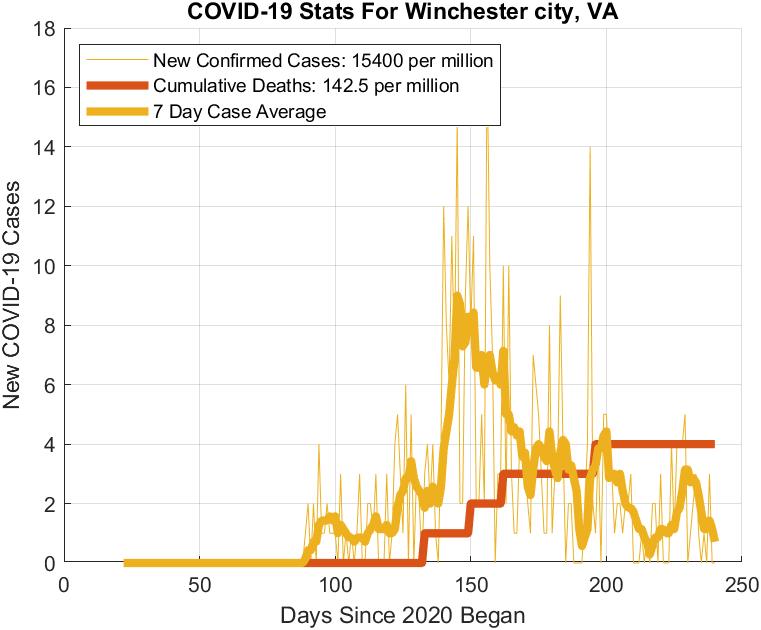 COVID-19 Stats For Winchester city, VA
New Confirmed Cases: 15400 per million
Cumulative Deaths: 142.5 per million
7 Day Case Average
New COVID-19 Cases
18
16
14
12
10
8
6
4
2
0
0 50 100 150 200 250
Days Since 2020 Began